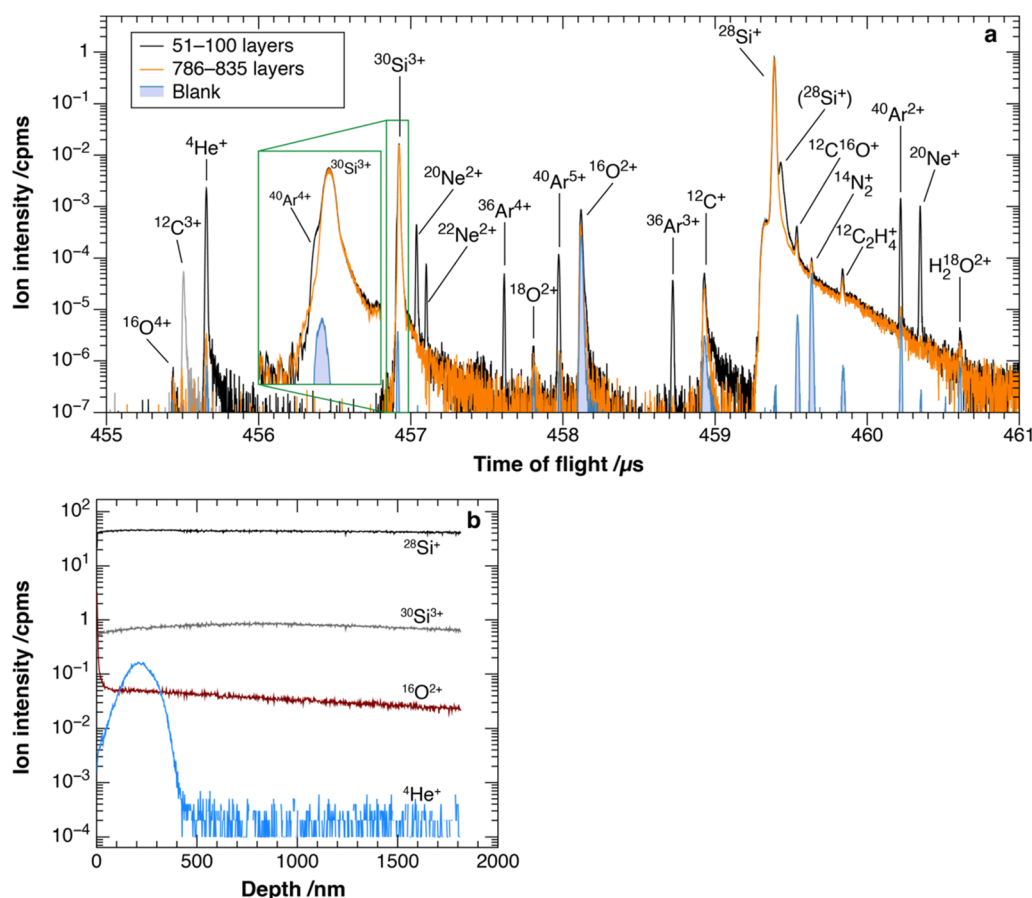 a
51–100 layers
786–835 layers
Blank
²⁸Si⁺
³⁰Si³⁺
(²⁸Si⁺)
⁴⁰Ar²⁺
⁴He⁺
¹²C¹⁶O⁺
³⁰Si³⁺
²⁰Ne²⁺
⁴⁰Ar⁵⁺
¹⁶O²⁺
¹⁴N₂⁺
²⁰Ne⁺
⁴⁰Ar⁴⁺
³⁶Ar⁴⁺
¹²C⁺
¹²C³⁺
²²Ne²⁺
³⁶Ar³⁺
¹²C₂H₄⁺
¹⁸O²⁺
H₂¹⁸O²⁺
¹⁶O⁴⁺
Ion intensity /cpms
1
10⁻¹
10⁻²
10⁻³
10⁻⁴
10⁻⁵
10⁻⁶
10⁻⁷
455 456 457 458 459 460 461
Time of flight /µs
b
Ion intensity /cpms
10²
10¹
1
10⁻¹
10⁻²
10⁻³
10⁻⁴
²⁸Si⁺
³⁰Si³⁺
¹⁶O²⁺
⁴He⁺
0 500 1000 1500 2000
Depth /nm